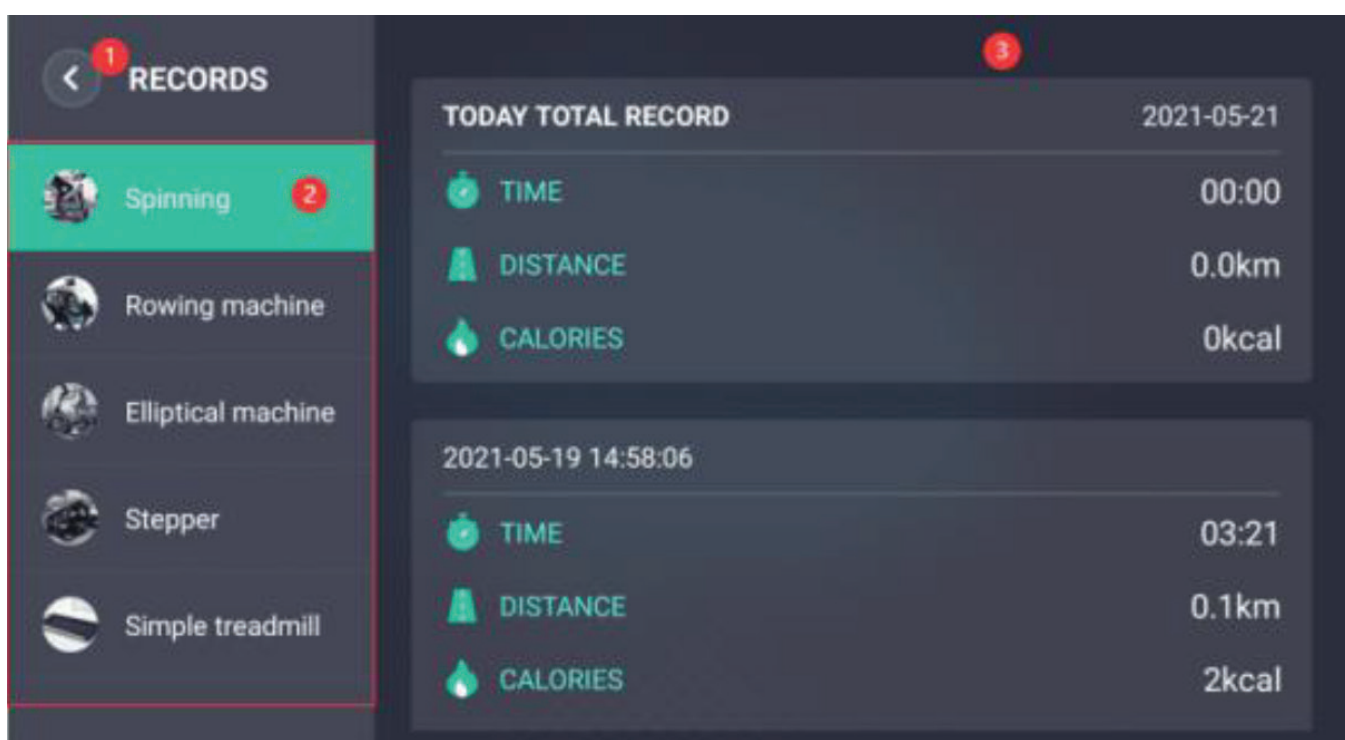 1
RECORDS
Spinning 2
Rowing machine
Elliptical machine
Stepper
Simple treadmill
3
TODAY TOTAL RECORD 2021-05-21
TIME 00:00
DISTANCE 0.0km
CALORIES 0kcal
2021-05-19 14:58:06
TIME 03:21
DISTANCE 0.1km
CALORIES 2kcal